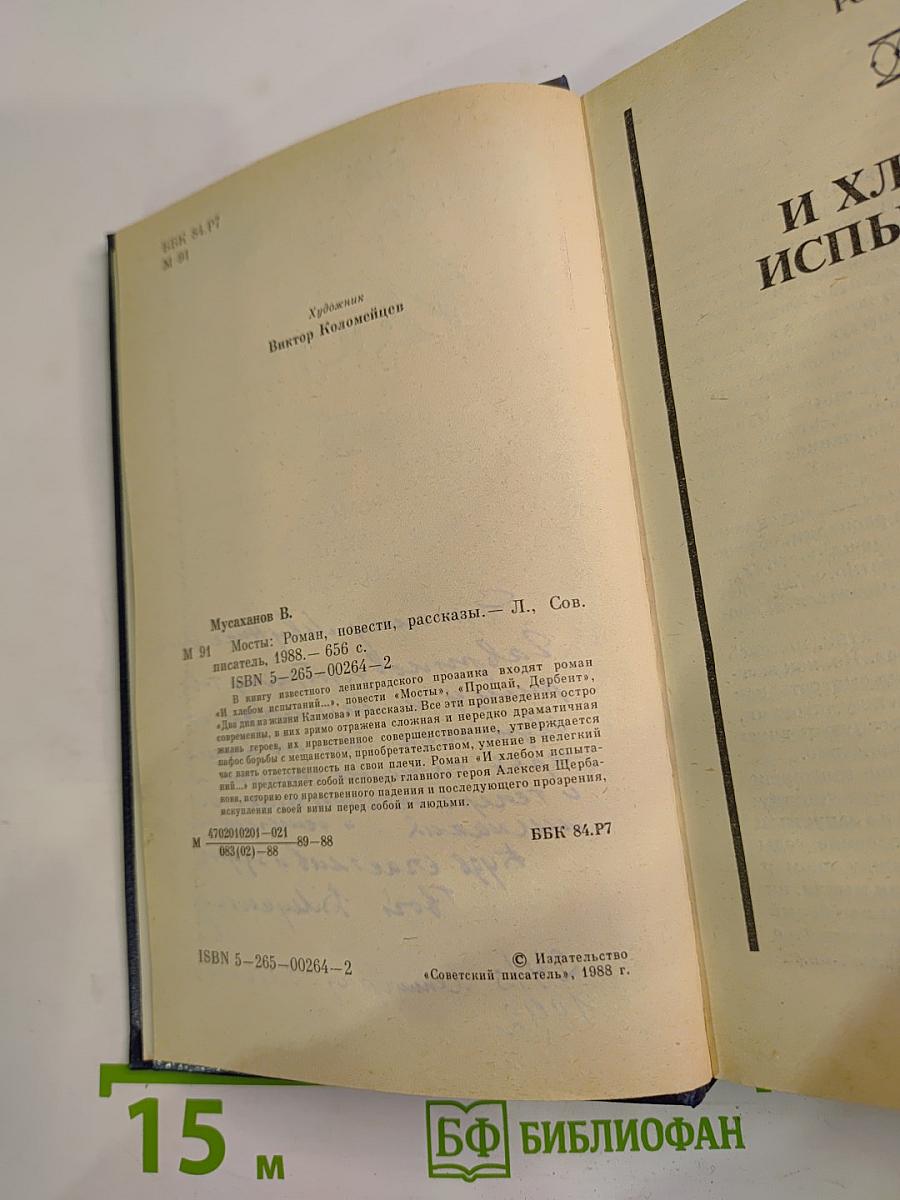 ББК 84.Р7
М 91
Художник
Виктор Коломейцев
Мусаханов В.
М 91 Мосты: Роман, повести, рассказы.— Л., Сов.
писатель, 1988.— 656 с.
ISBN 5—265—00264—2
В книгу известного ленинградского прозаика входят роман
«И хлебом испытаний...», повести «Мосты», «Прощай, Дербент»,
«Два дня из жизни Климова» и рассказы. Все эти произведения остро
современны, в них зримо отражена сложная и нередко драматичная
жизнь героев, их нравственное совершенствование, утверждается
пафос борьбы с мещанством, приобретательством, умение в нелегкий
час взять ответственность на свои плечи. Роман «И хлебом испыта-
ний...» представляет собой исповедь главного героя Алексея Щерба-
кова, историю его нравственного падения и последующего прозрения,
искупления своей вины перед собой и людьми.
М 4702010201—021
083(02)—88 89—88
ББК 84.Р7
ISBN 5—265—00264—2
© Издательство
«Советский писатель», 1988 г.
И ХЛ
ИСПЫ
15 м
БФ БИБЛИОФАН